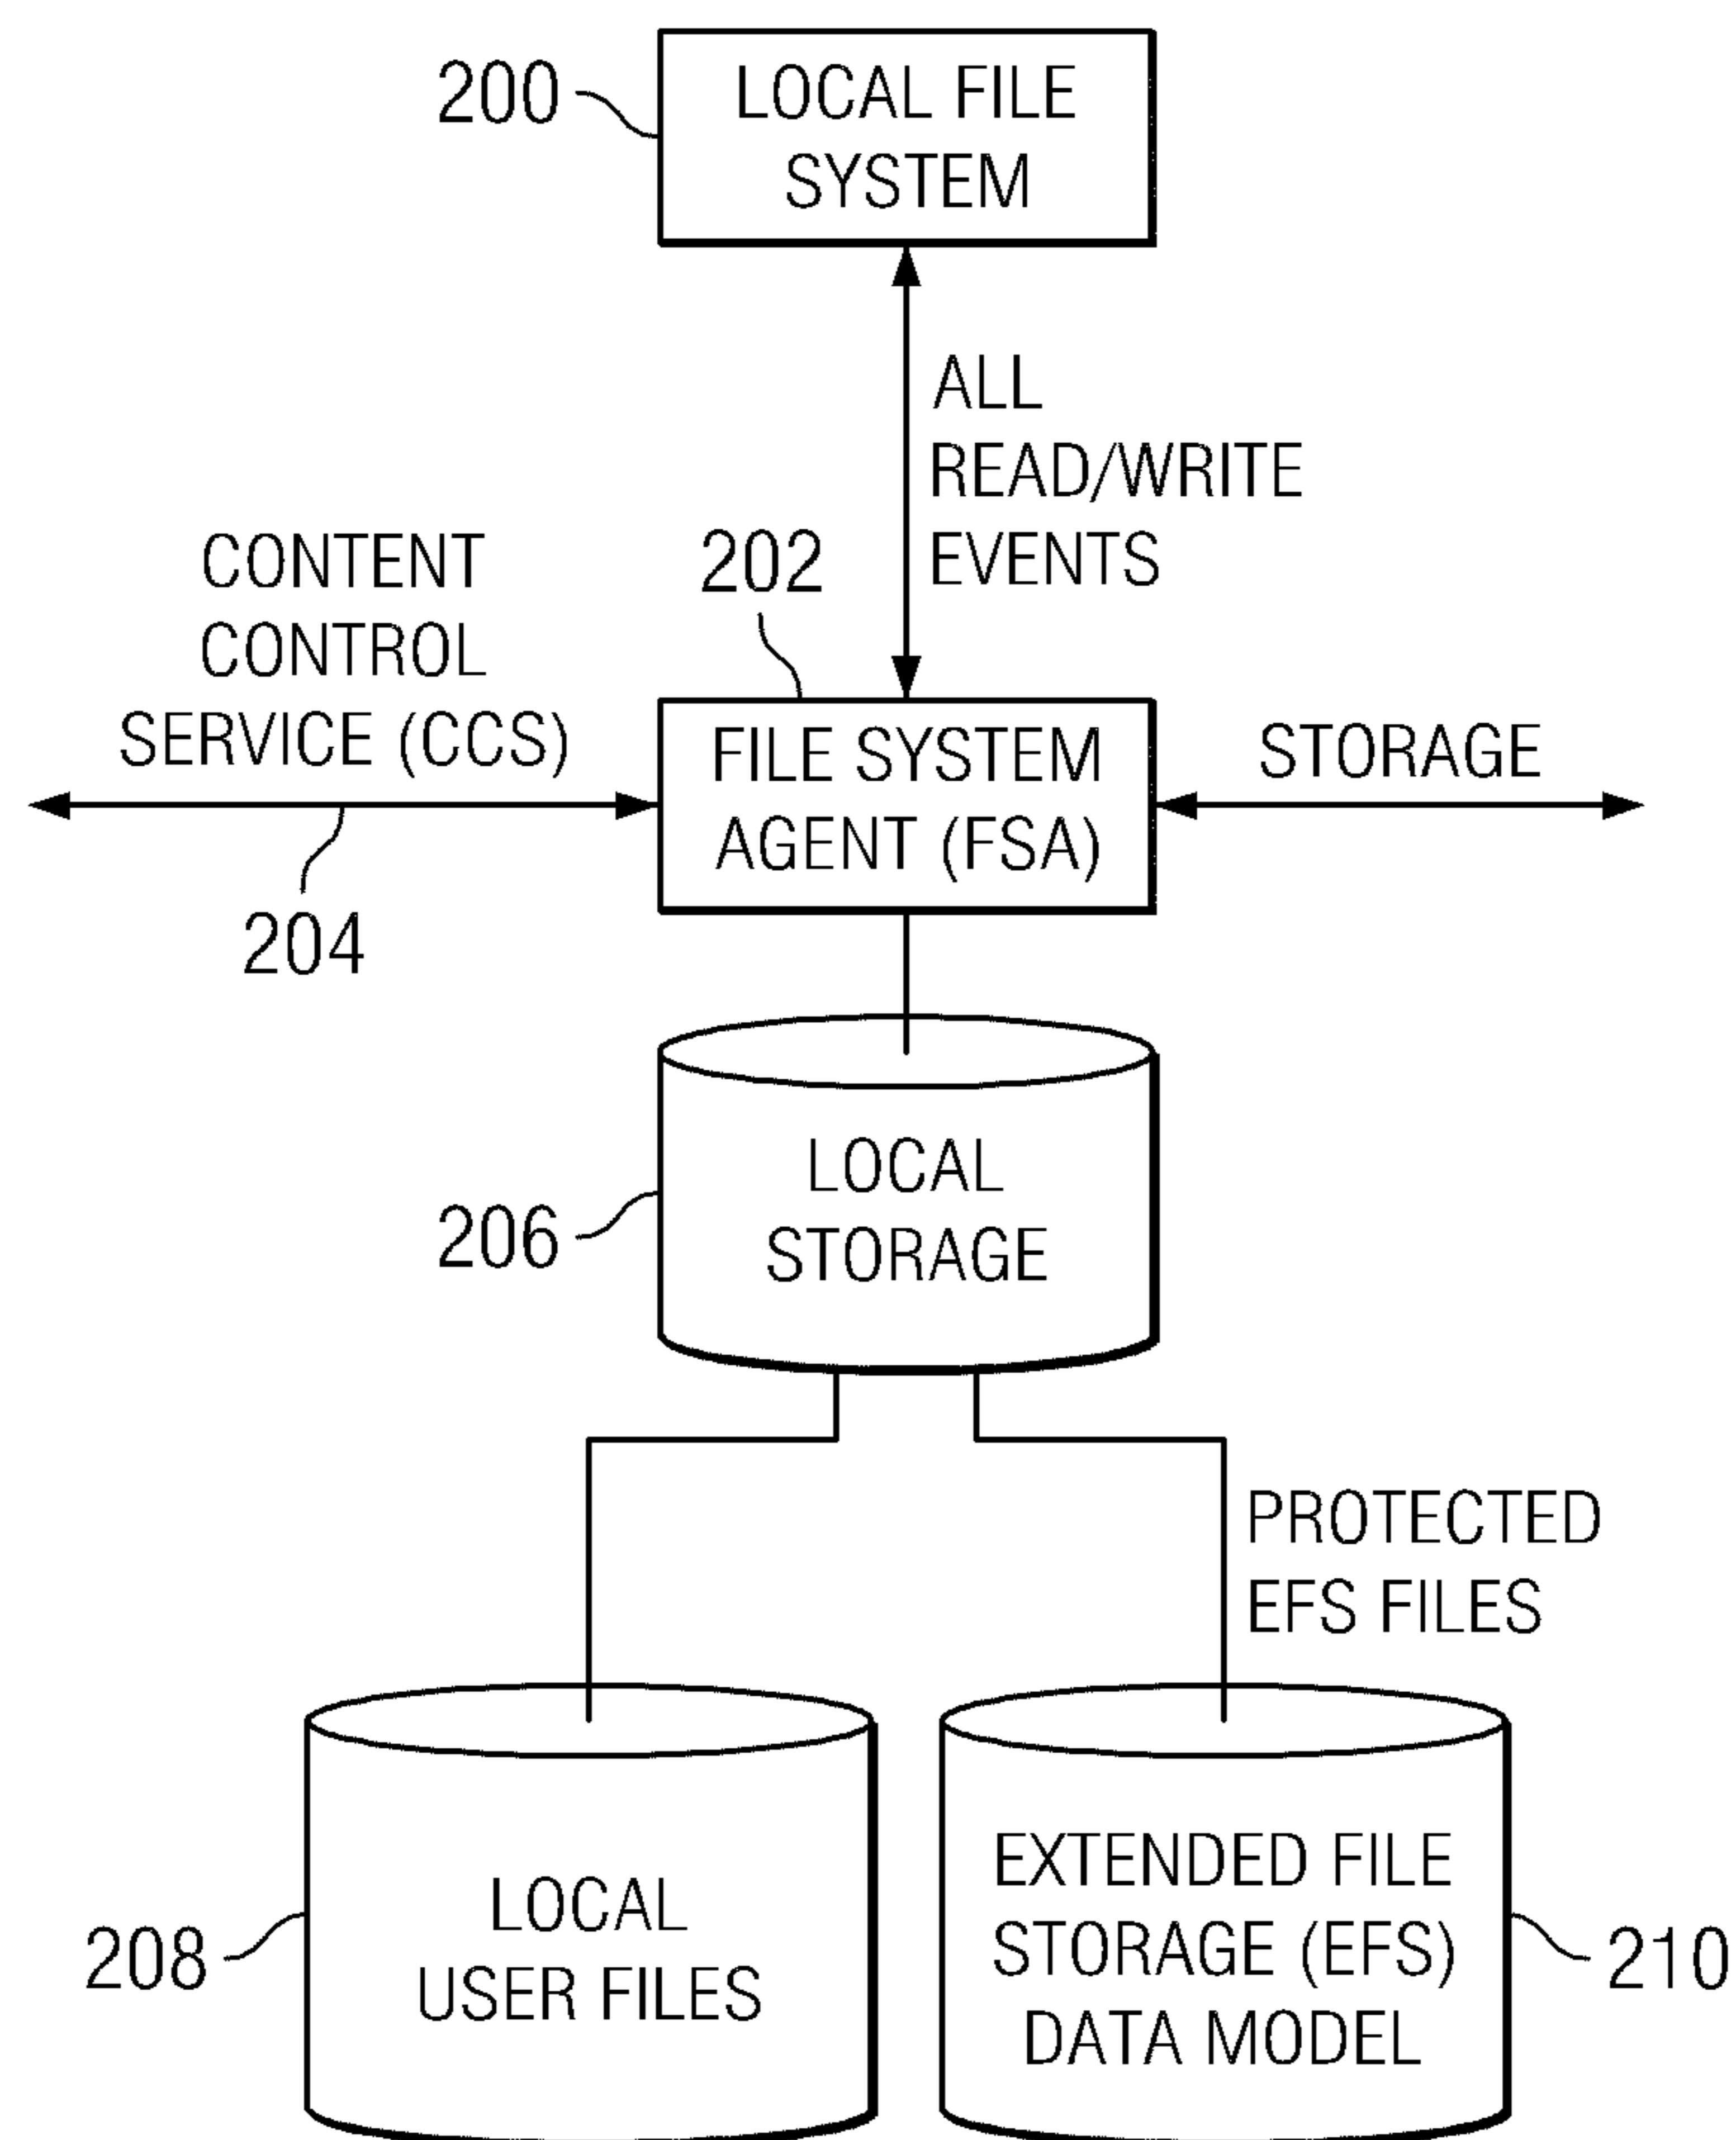 200
LOCAL FILE
SYSTEM
ALL
READ/WRITE
EVENTS
CONTENT
CONTROL
SERVICE (CCS)
202
FILE SYSTEM
AGENT (FSA)
STORAGE
204
LOCAL
STORAGE
206
PROTECTED
EFS FILES
LOCAL
USER FILES
208
EXTENDED FILE
STORAGE (EFS)
DATA MODEL
210